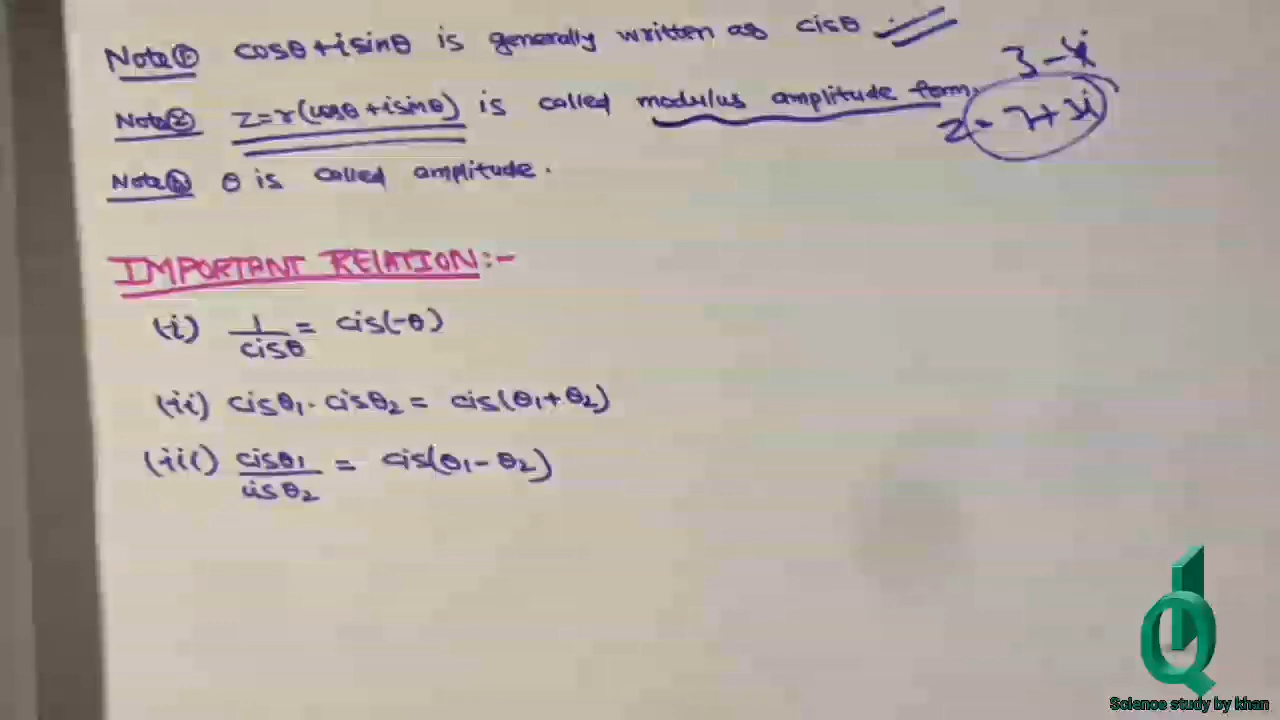 Note① cosθ+isinθ is generally written as cisθ
3-4i
Note② z=r(cosθ+isinθ) is called modulus amplitude form.
z = 7+3i
Note③ θ is called amplitude.
IMPORTANT RELATION:-
(i) 1/cisθ = cis(-θ)
(ii) cisθ₁. cisθ₂ = cis(θ₁+θ₂)
(iii) cisθ₁/cisθ₂ = cis(θ₁-θ₂)
Science study by khan